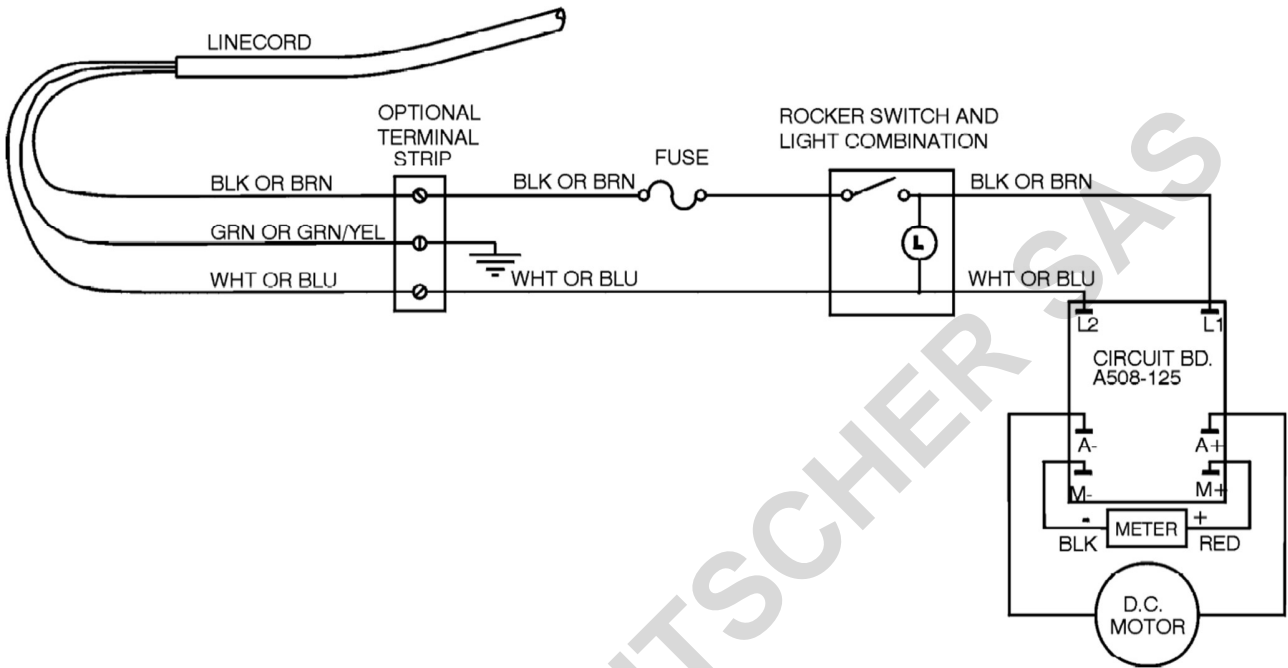 LINECORD
OPTIONAL
TERMINAL
STRIP
ROCKER SWITCH AND
LIGHT COMBINATION
FUSE
BLK OR BRN
BLK OR BRN
BLK OR BRN
GRN OR GRN/YEL
L
WHT OR BLU
WHT OR BLU
WHT OR BLU
L2
L1
CIRCUIT BD.
A508-125
A-
A+
M-
M+
-
METER
+
BLK
RED
D.C.
MOTOR
NTSCHER SAS